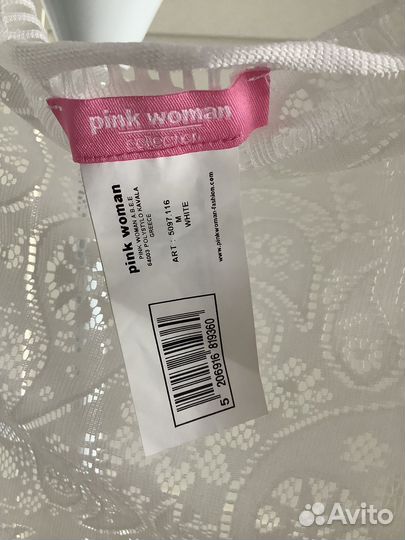 pink woman
collection
pink woman
PINK WOMAN A.B.E.E
64003 POLYSTYLO KAVALA
GREECE
ART : 5097 116
M
WHITE
www.pinkwoman-fashion.com
5 206916 819360
Avito